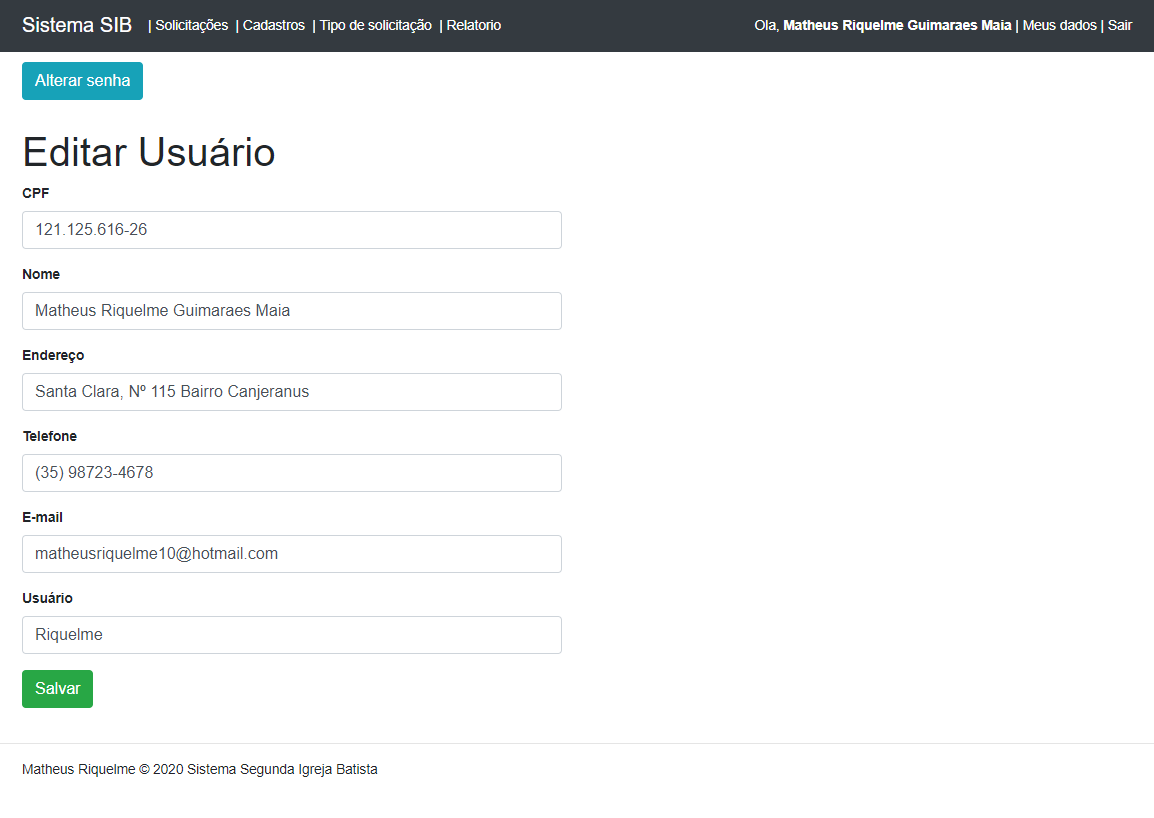 Sistema SIB | Solicitações | Cadastros | Tipo de solicitação | Relatorio Ola, Matheus Riquelme Guimaraes Maia | Meus dados | Sair
Alterar senha
Editar Usuário
CPF
121.125.616-26
Nome
Matheus Riquelme Guimaraes Maia
Endereço
Santa Clara, Nº 115 Bairro Canjeranus
Telefone
(35) 98723-4678
E-mail
matheusriquelme10@hotmail.com
Usuário
Riquelme
Salvar
Matheus Riquelme © 2020 Sistema Segunda Igreja Batista